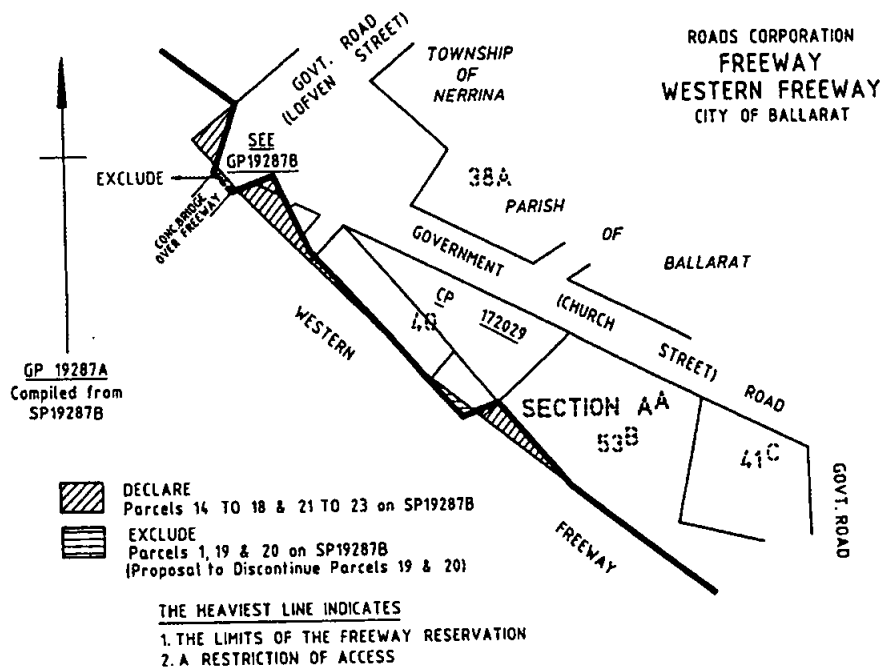 ROADS CORPORATION
FREEWAY
WESTERN FREEWAY
CITY OF BALLARAT
GOVT. ROAD
(LOFVEN STREET)
TOWNSHIP
OF
NERRINA
SEE
GP19287B
EXCLUDE
CONC.BRIDGE
OVER FREEWAY
38A
PARISH
OF
BALLARAT
GOVERNMENT
(CHURCH
STREET)
ROAD
CP
172029
49
WESTERN
GP 19287A
Compiled from
SP19287B
SECTION AA
53B
41C
GOVT. ROAD
FREEWAY
DECLARE
Parcels 14 TO 18 & 21 TO 23 on SP19287B
EXCLUDE
Parcels 1, 19 & 20 on SP19287B
(Proposal to Discontinue Parcels 19 & 20)
THE HEAVIEST LINE INDICATES
1. THE LIMITS OF THE FREEWAY RESERVATION
2. A RESTRICTION OF ACCESS